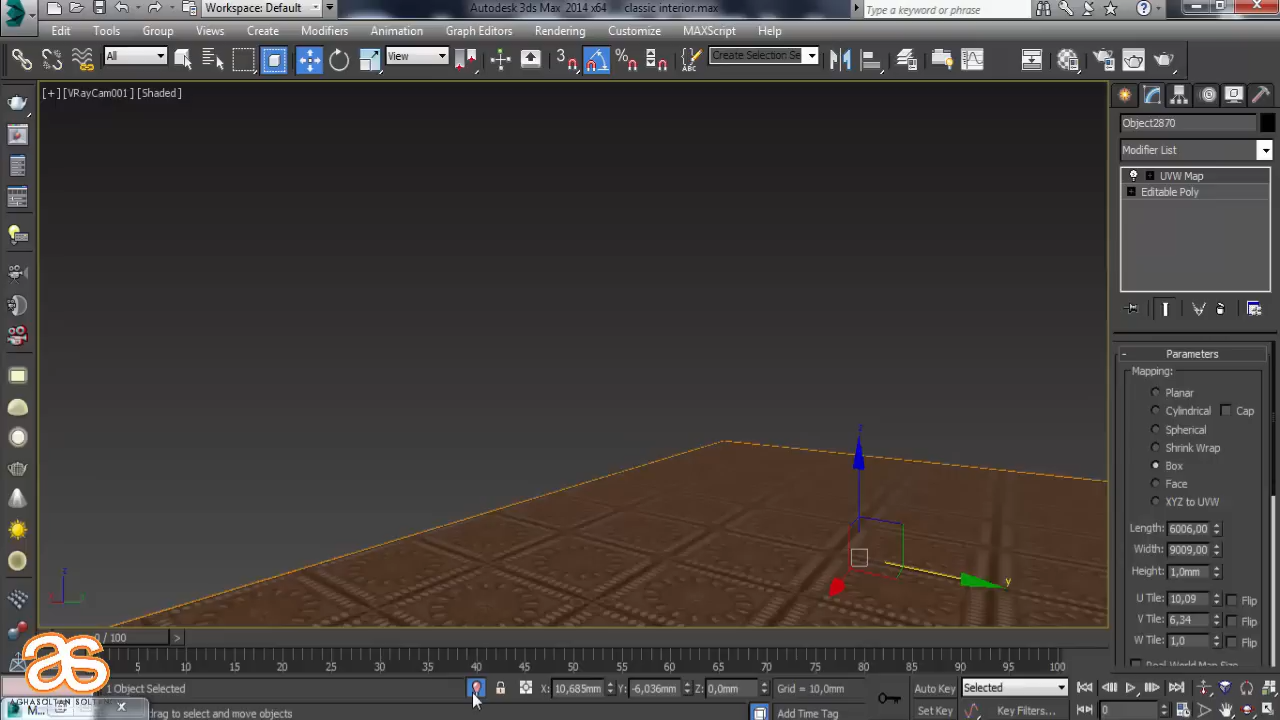 Workspace: Default
Autodesk 3ds Max 2014 x64 classic interior.max
Type a keyword or phrase
Edit Tools Group Views Create Modifiers Animation Graph Editors Rendering Customize MAXScript Help
All
View
3
Create Selection Se
[+] [VRayCam001] [Shaded]
Object2870
Modifier List
UVW Map
Editable Poly
Parameters
Mapping:
Planar
Cylindrical Cap
Spherical
Shrink Wrap
Box
Face
XYZ to UVW
Length: 6006,00
Width: 9009,00
Height: 1,0mm
U Tile: 10,09 Flip
V Tile: 6,34 Flip
W Tile: 1,0 Flip
Real-World Map Size
z
y
z
0 / 100
5 10 15 20 25 30 35 40 45 50 55 60 65 70 75 80 85 90 95 100
1 Object Selected
X: 10,685mm Y: -6,036mm Z: 0,0mm Grid = 10,0mm
Auto Key Selected
as
AGHASOLTAN SOLTANI
drag to select and move objects
Add Time Tag
Set Key Key Filters... 0